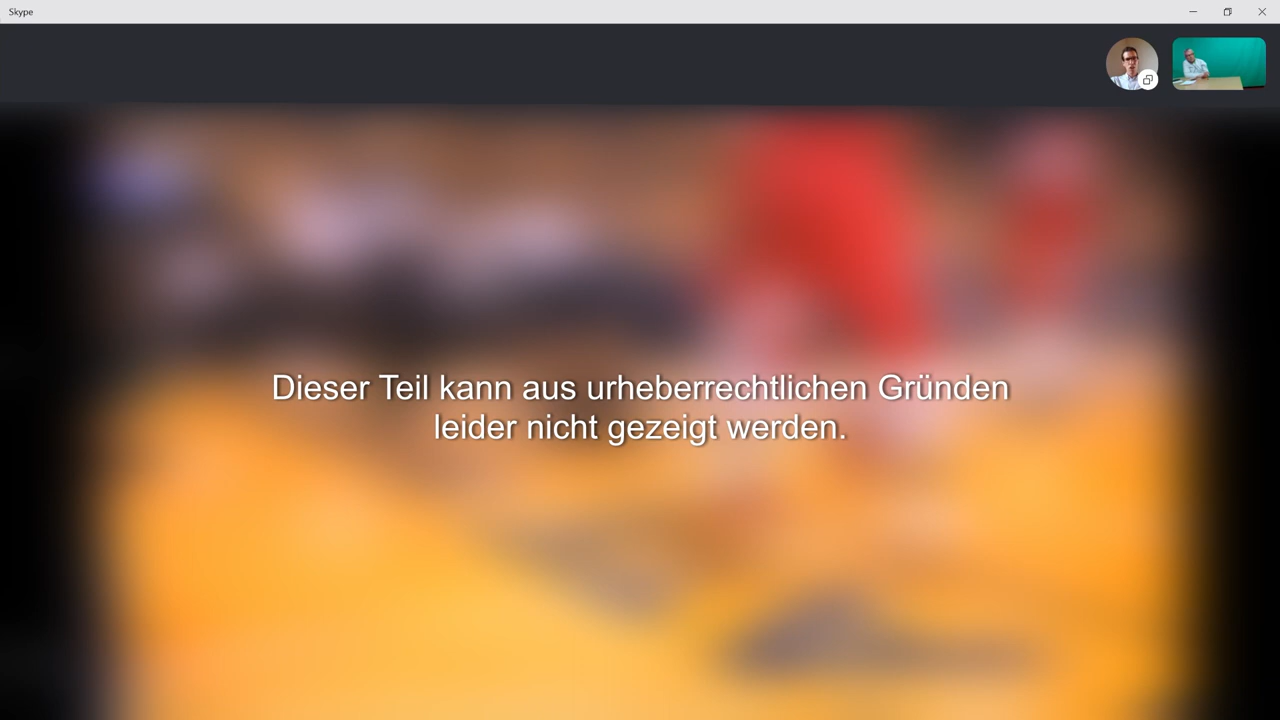 Skype
Dieser Teil kann aus urheberrechtlichen Gründen
leider nicht gezeigt werden.